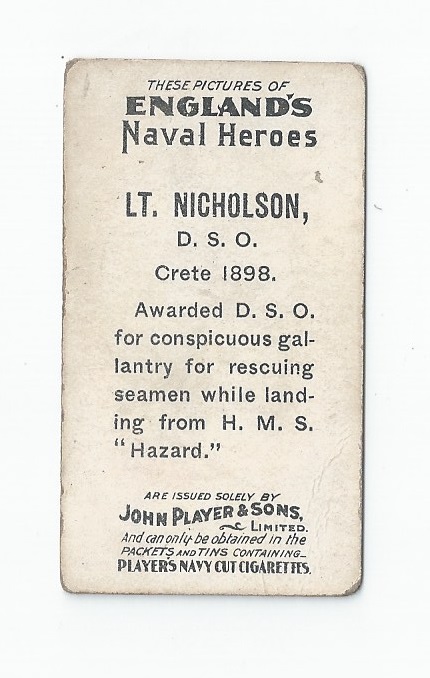 THESE PICTURES OF
ENGLAND'S
Naval Heroes
LT. NICHOLSON,
D. S. O.
Crete 1898.
Awarded D. S. O.
for conspicuous gal-
lantry for rescuing
seamen while land-
ing from H. M. S.
"Hazard."
ARE ISSUED SOLELY BY
JOHN PLAYER & SONS,
LIMITED.
And can only be obtained in the
PACKETS AND TINS CONTAINING
PLAYER'S NAVY CUT CIGARETTES.